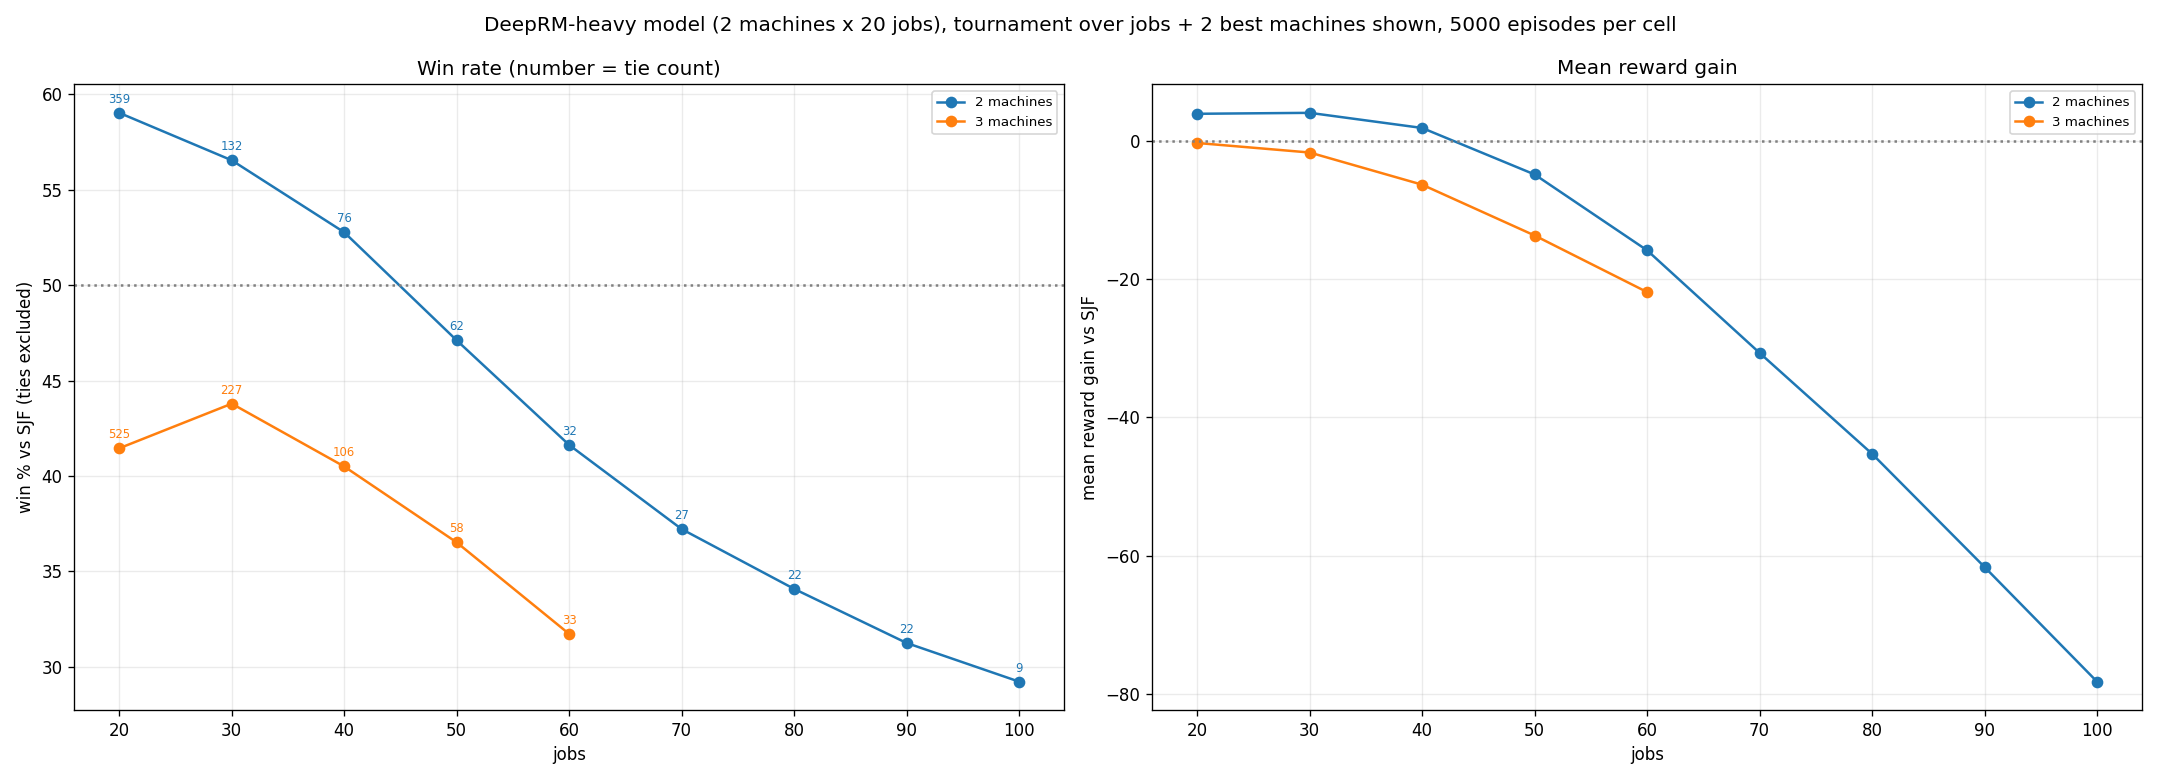 DeepRM-heavy model (2 machines x 20 jobs), tournament over jobs + 2 best machines shown, 5000 episodes per cell
Win rate (number = tie count)
win % vs SJF (ties excluded)
60
55
50
45
40
35
30
359
132
76
62
32
27
22
22
9
525
227
106
58
33
2 machines
3 machines
20 30 40 50 60 70 80 90 100
jobs
Mean reward gain
mean reward gain vs SJF
0
−20
−40
−60
−80
2 machines
3 machines
20 30 40 50 60 70 80 90 100
jobs